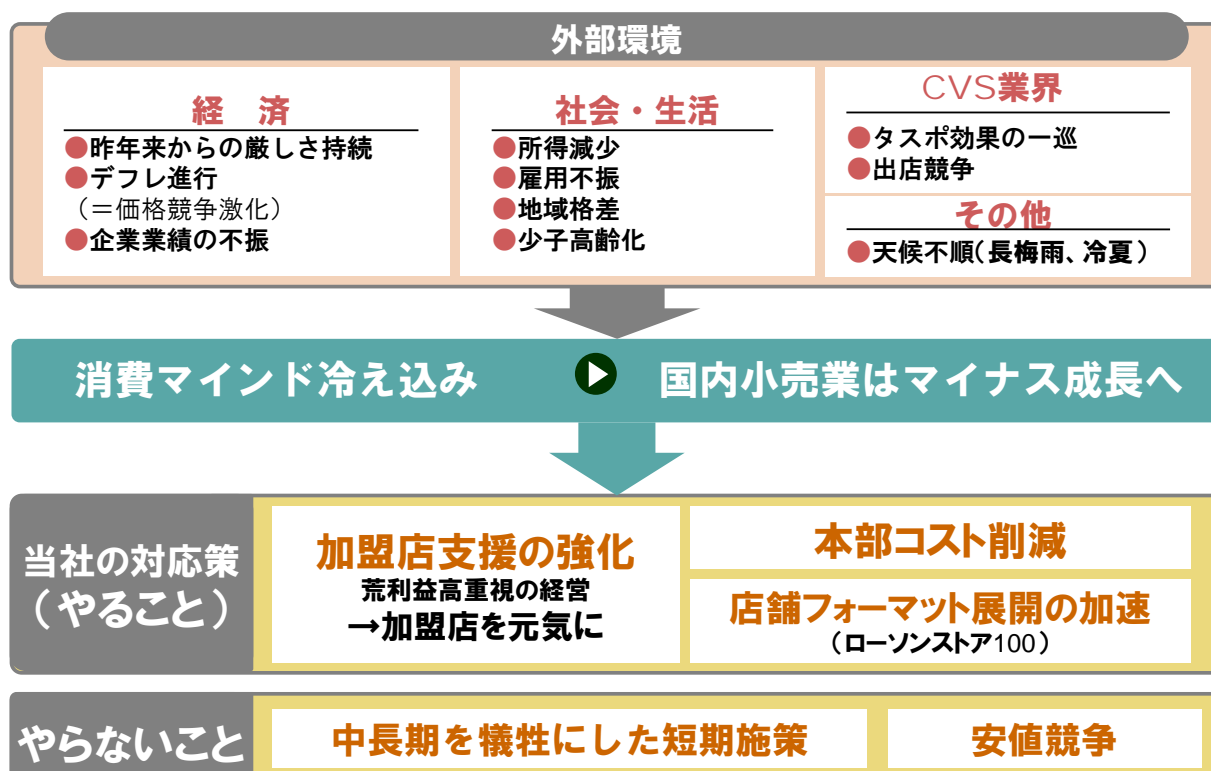 外部環境
経　済
●昨年来からの厳しさ持続
●デフレ進行
（＝価格競争激化）
●企業業績の不振
社会・生活
●所得減少
●雇用不振
●地域格差
●少子高齢化
CVS業界
●タスポ効果の一巡
●出店競争
その他
●天候不順（長梅雨、冷夏）
消費マインド冷え込み
国内小売業はマイナス成長へ
当社の対応策
（やること）
加盟店支援の強化
荒利益高重視の経営
→加盟店を元気に
本部コスト削減
店舗フォーマット展開の加速
（ローソンストア100）
やらないこと
中長期を犠牲にした短期施策
安値競争